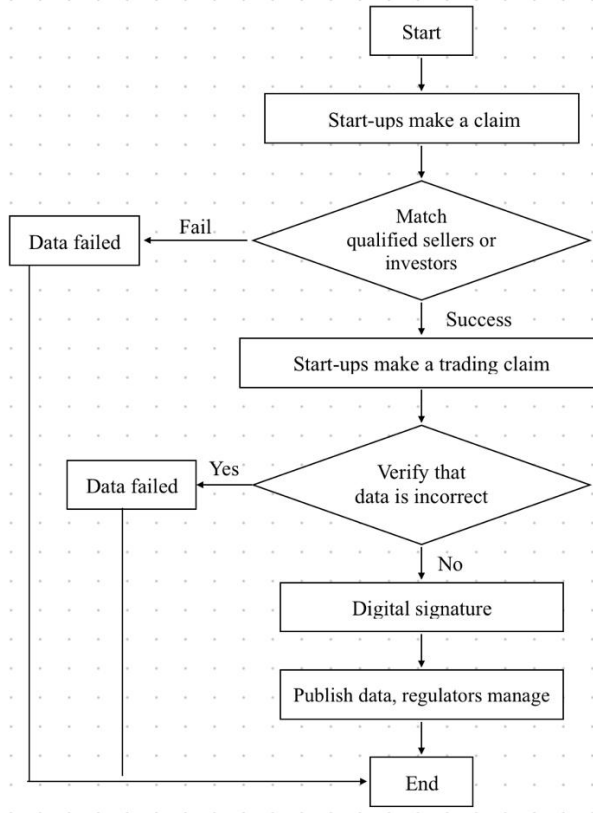 Start
Start-ups make a claim
Match
qualified sellers or
investors
Fail
Data failed
Success
Start-ups make a trading claim
Verify that
data is incorrect
Yes
Data failed
No
Digital signature
Publish data, regulators manage
End